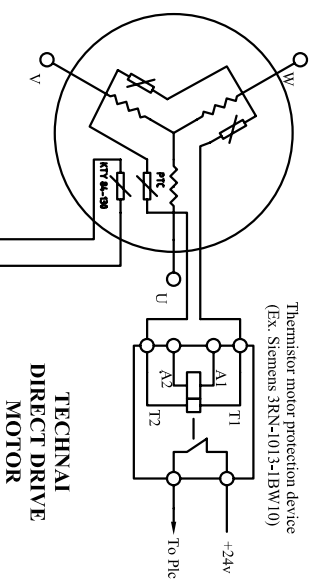 Thermistor motor protection device
(Ex. Siemens 3RN-1013-1BW10)
W
V
U
PTC
KTY 84-130
A1
A2
T1
T2
+24v
To Plc
TECHNAI
DIRECT DRIVE
MOTOR